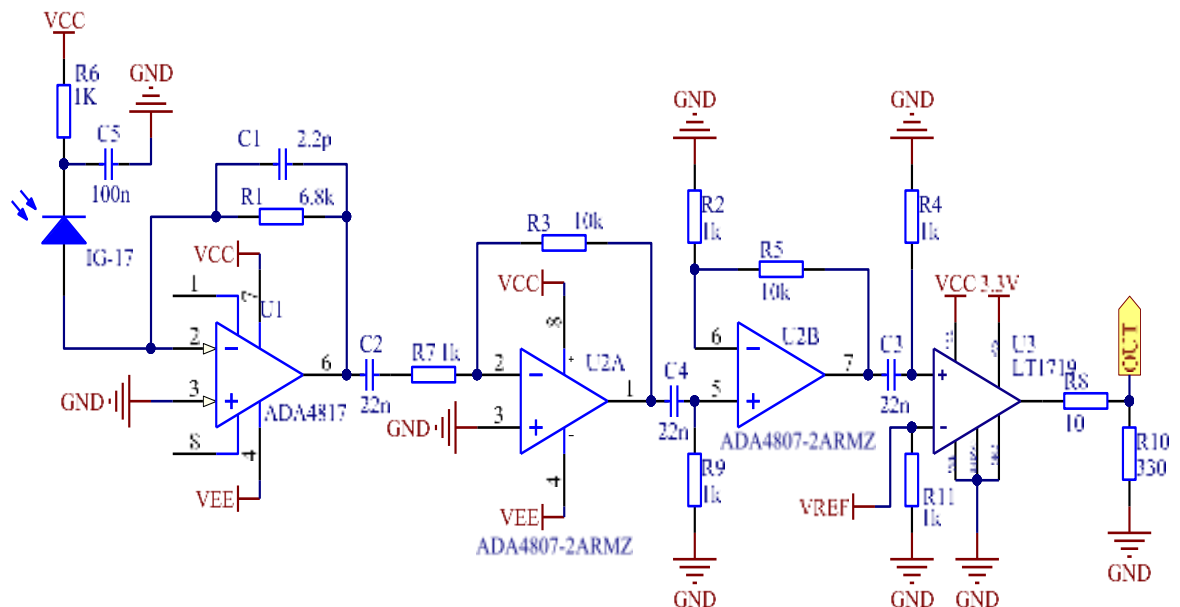 VCC
R6
1K
GND
C5
100n
IG-17
C1 2.2p
R1 6.8k
VCC
1
7
U1
2
6
3
GND
ADA4817
8
4
VEE
C2
22n
R7 1k
R3 10k
VCC
8
U2A
2
1
3
GND
4
VEE
ADA4807-2ARMZ
C4
22n
GND
R2
1k
R5
10k
6
U2B
7
5
ADA4807-2ARMZ
R9
1k
GND
GND
R4
1k
C3
22n
VCC 3.3V
U3
LT1719
R8
10
OUT
R10
330
GND
VREF
R11
1k
GND
GND